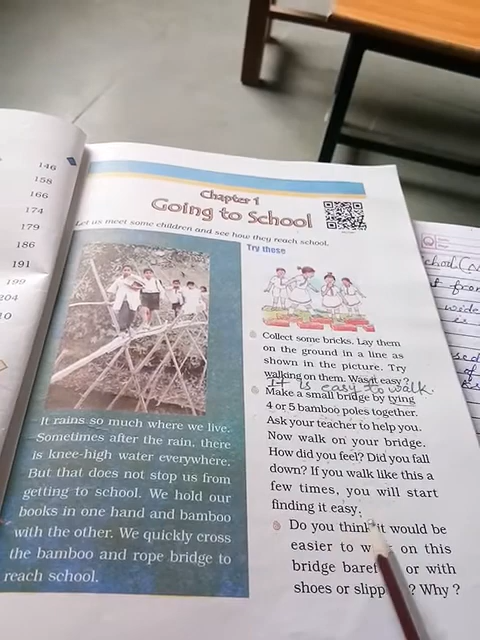 146
158
166
174
179
186
191
199
204
10
Chapter 1
Going to School
Let us meet some children and see how they reach school.
It rains so much where we live.
Sometimes after the rain, there
is knee-high water everywhere.
But that does not stop us from
getting to school. We hold our
books in one hand and bamboo
with the other. We quickly cross
the bamboo and rope bridge to
reach school.
Try these
Collect some bricks. Lay them
on the ground in a line as
shown in the picture. Try
walking on them. Was it easy?
It is easy to walk.
Make a small bridge by tying
4 or 5 bamboo poles together.
Ask your teacher to help you.
Now walk on your bridge.
How did you feel? Did you fall
down? If you walk like this a
few times, you will start
finding it easy.
Do you think it would be
easier to on this
bridge or with
shoes or Why ?
from
wide
is
of